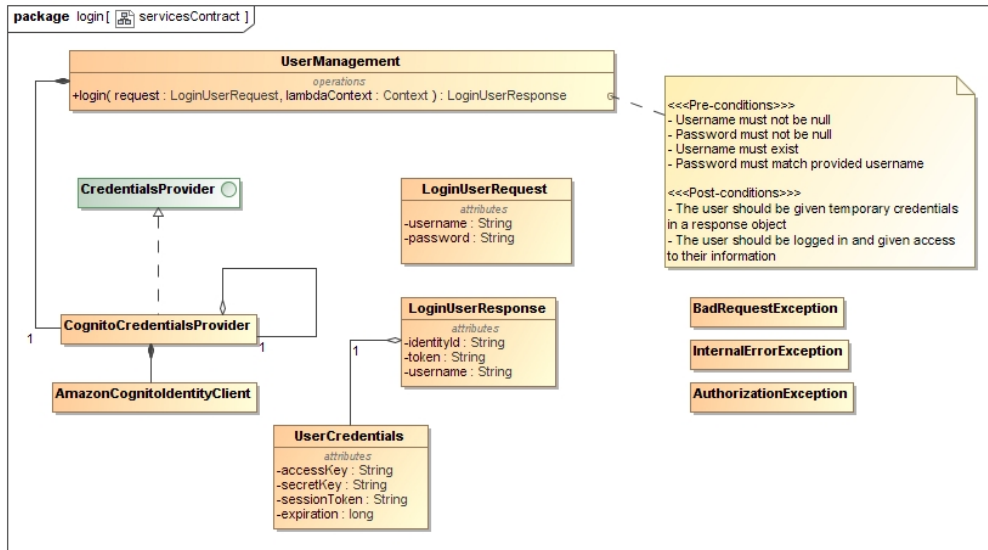 package login[ servicesContract ]
UserManagement
operations
+login( request : LoginUserRequest, lambdaContext : Context ) : LoginUserResponse
<<<Pre-conditions>>>
- Username must not be null
- Password must not be null
- Username must exist
- Password must match provided username
<<<Post-conditions>>>
- The user should be given temporary credentials
in a response object
- The user should be logged in and given access
to their information
CredentialsProvider
LoginUserRequest
attributes
-username : String
-password : String
CognitoCredentialsProvider
1
1
AmazonCognitoIdentityClient
LoginUserResponse
attributes
-identityId : String
-token : String
-username : String
1
UserCredentials
attributes
-accessKey : String
-secretKey : String
-sessionToken : String
-expiration : long
BadRequestException
InternalErrorException
AuthorizationException